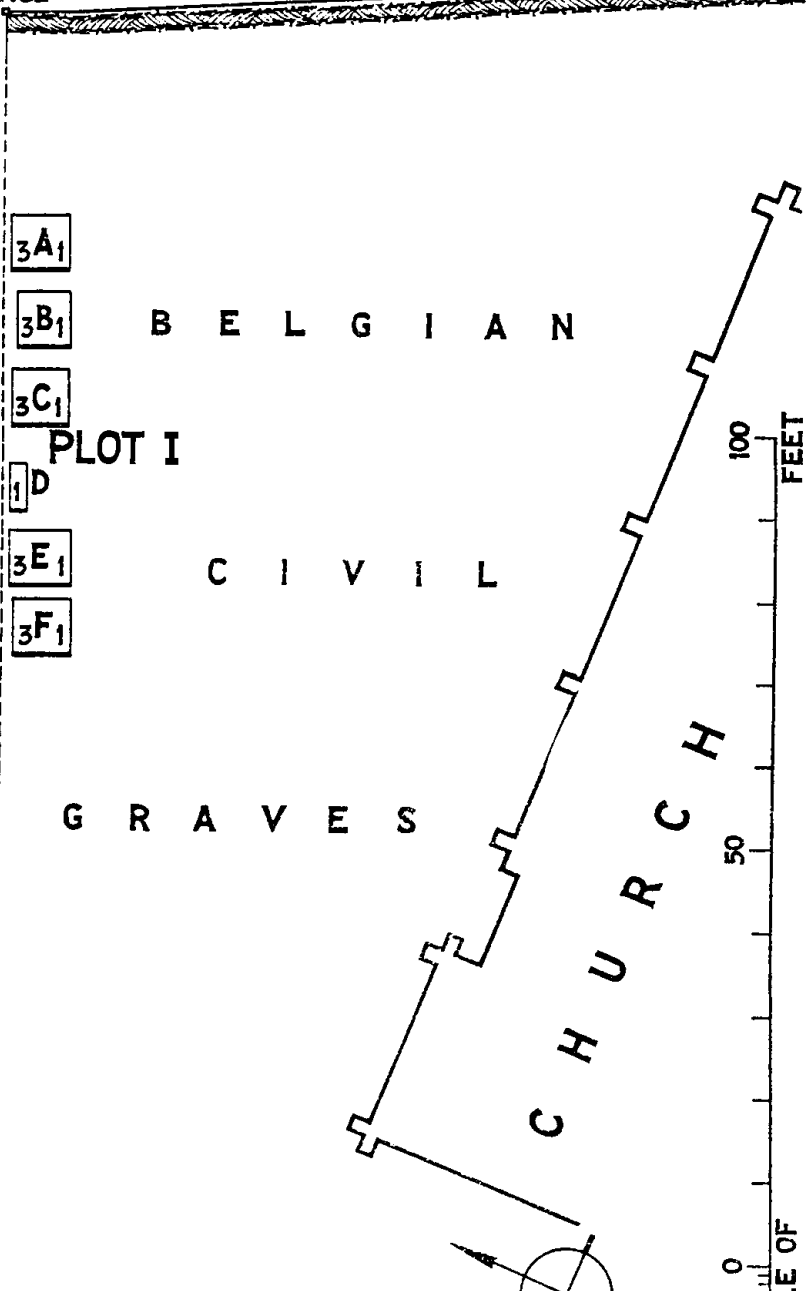 3A1
3B1
BELGIAN
3C1
PLOT I
1D
3E1
CIVIL
3F1
GRAVES
CHURCH
100
50
0
FEET
OF